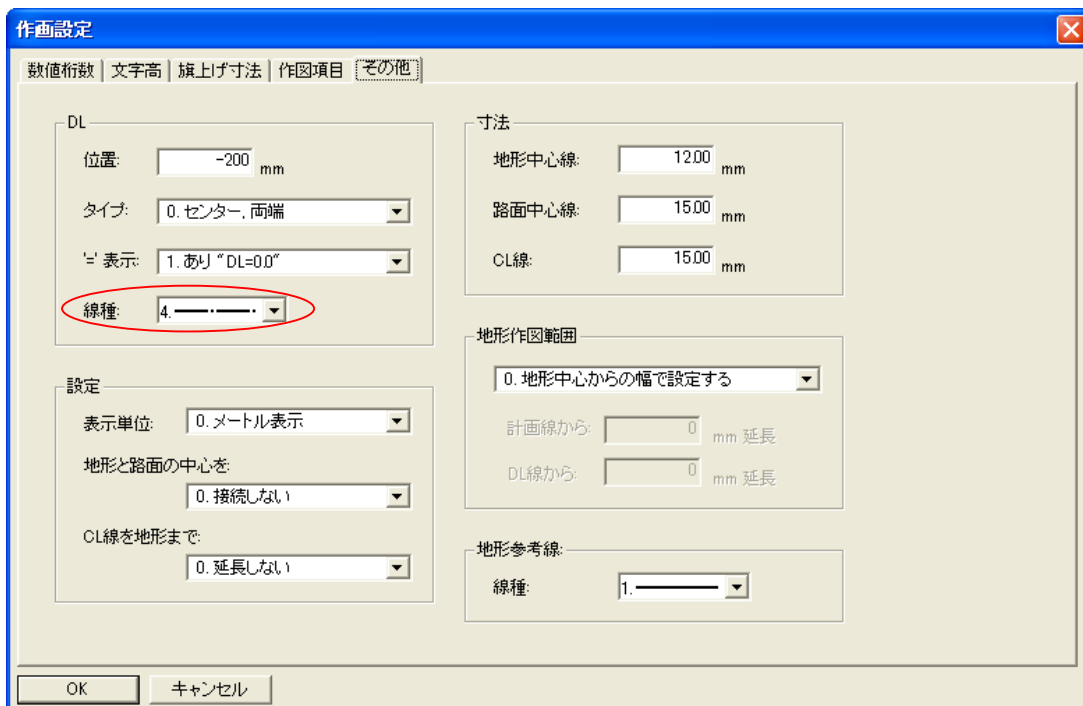 作画設定
数値桁数 文字高 旗上げ寸法 作図項目 その他
DL
位置: -200 mm
タイプ: 0. センター, 両端
'=' 表示: 1. あり “DL=0.0”
線種: 4.
設定
表示単位: 0. メートル表示
地形と路面の中心を:
0. 接続しない
CL線を地形まで:
0. 延長しない
寸法
地形中心線: 12.00 mm
路面中心線: 15.00 mm
CL線: 15.00 mm
地形作図範囲
0. 地形中心からの幅で設定する
計画線から: 0 mm 延長
DL線から: 0 mm 延長
地形参考線:
線種: 1.
OK キャンセル